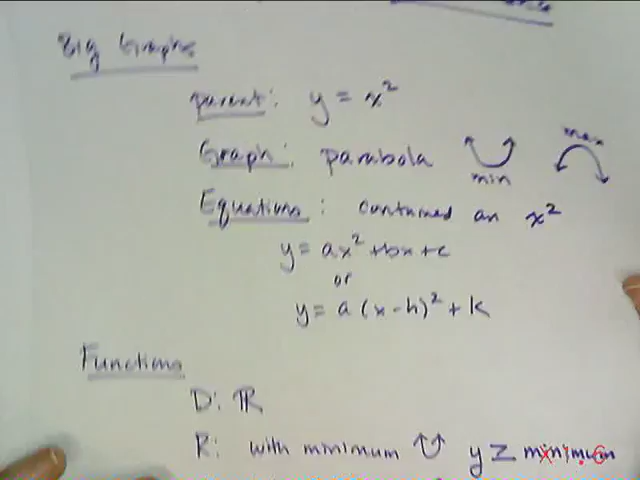 Big Graphs
parent: y = x²
Graph: parabola min max
Equations: contained an x²
y = ax² + bx + c
or
y = a(x-h)² + k
Functions
D: ℝ
R: with minimum y ≥ minimum